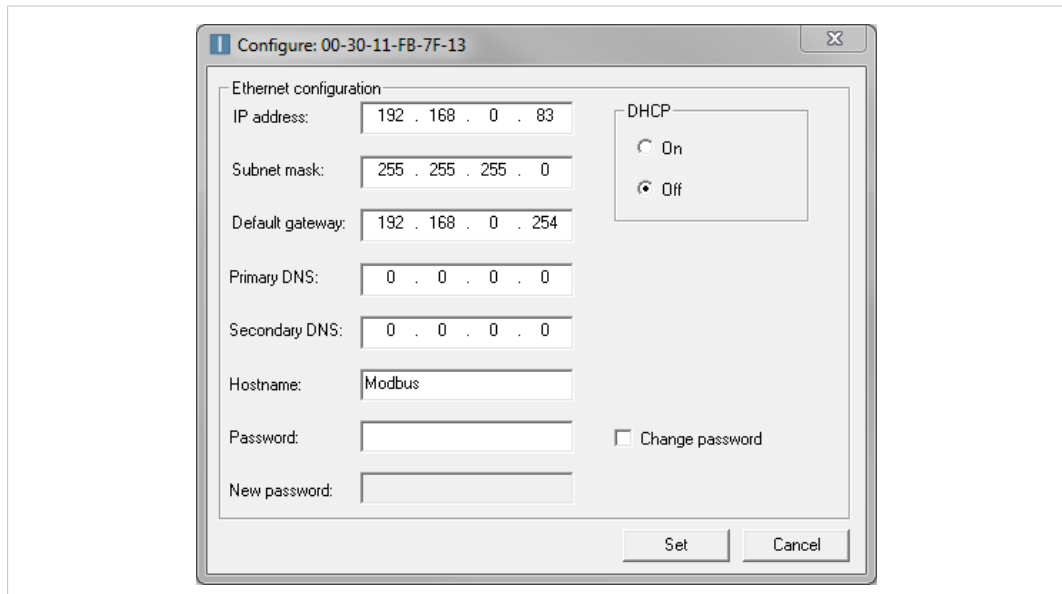 Configure: 00-30-11-FB-7F-13
Ethernet configuration
IP address: 192 . 168 . 0 . 83
DHCP
On
Subnet mask: 255 . 255 . 255 . 0
Off
Default gateway: 192 . 168 . 0 . 254
Primary DNS: 0 . 0 . 0 . 0
Secondary DNS: 0 . 0 . 0 . 0
Hostname: Modbus
Password:
Change password
New password:
Set Cancel